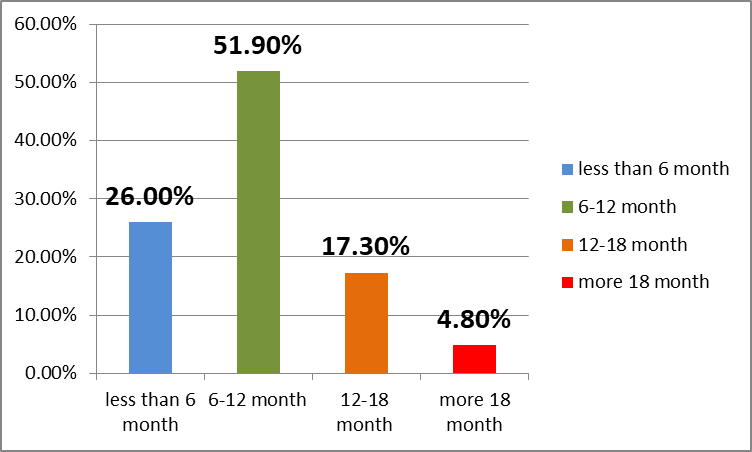 60.00%
50.00%
40.00%
30.00%
20.00%
10.00%
0.00%
26.00%
51.90%
17.30%
4.80%
less than 6
month
6-12 month
12-18
month
more 18
month
less than 6 month
6-12 month
12-18 month
more 18 month